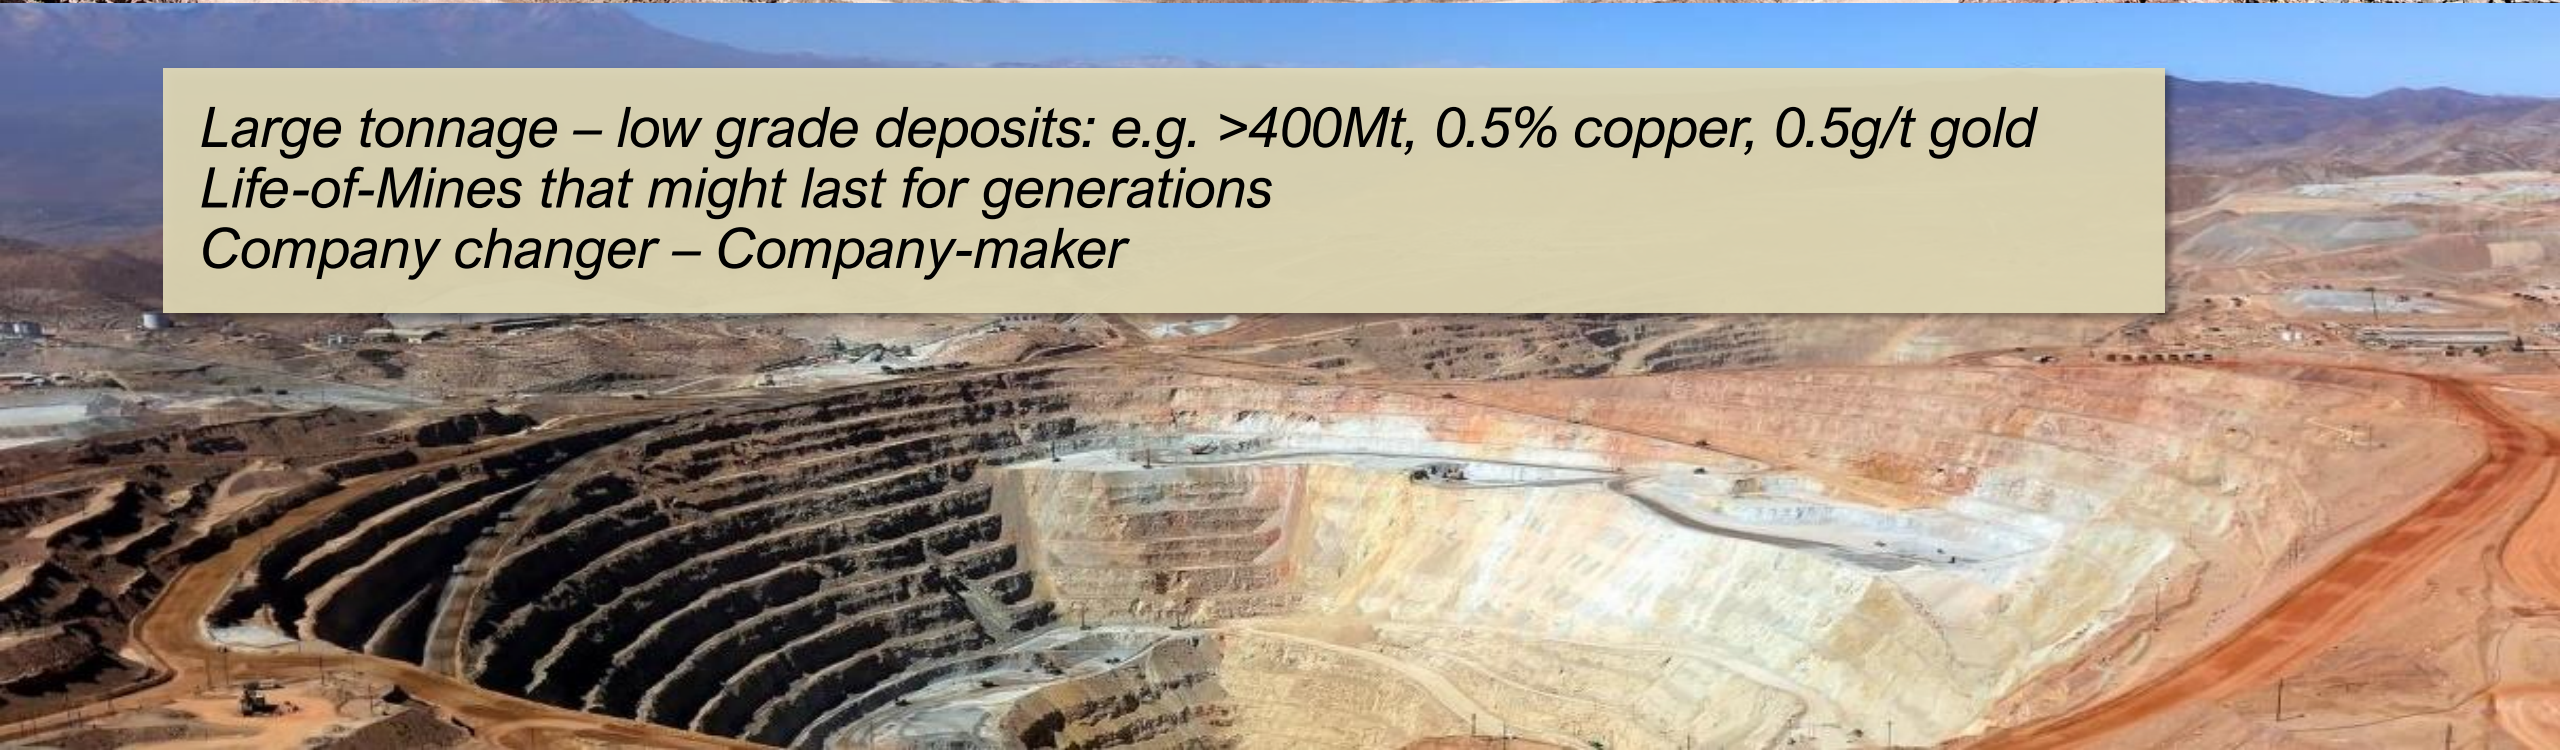 Large tonnage – low grade deposits: e.g. >400Mt, 0.5% copper, 0.5g/t gold
Life-of-Mines that might last for generations
Company changer – Company-maker